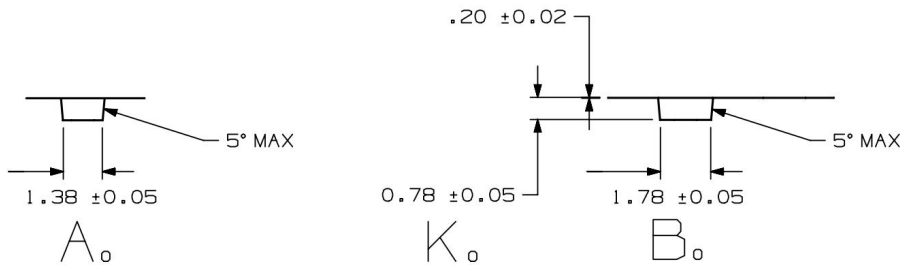 .20 ±0.02
5° MAX
5° MAX
1.38 ±0.05
0.78 ±0.05
1.78 ±0.05
A₀
K₀
B₀